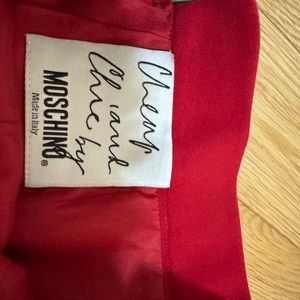 Cheap
and
Chic by
MOSCHINO®
Made in Italy